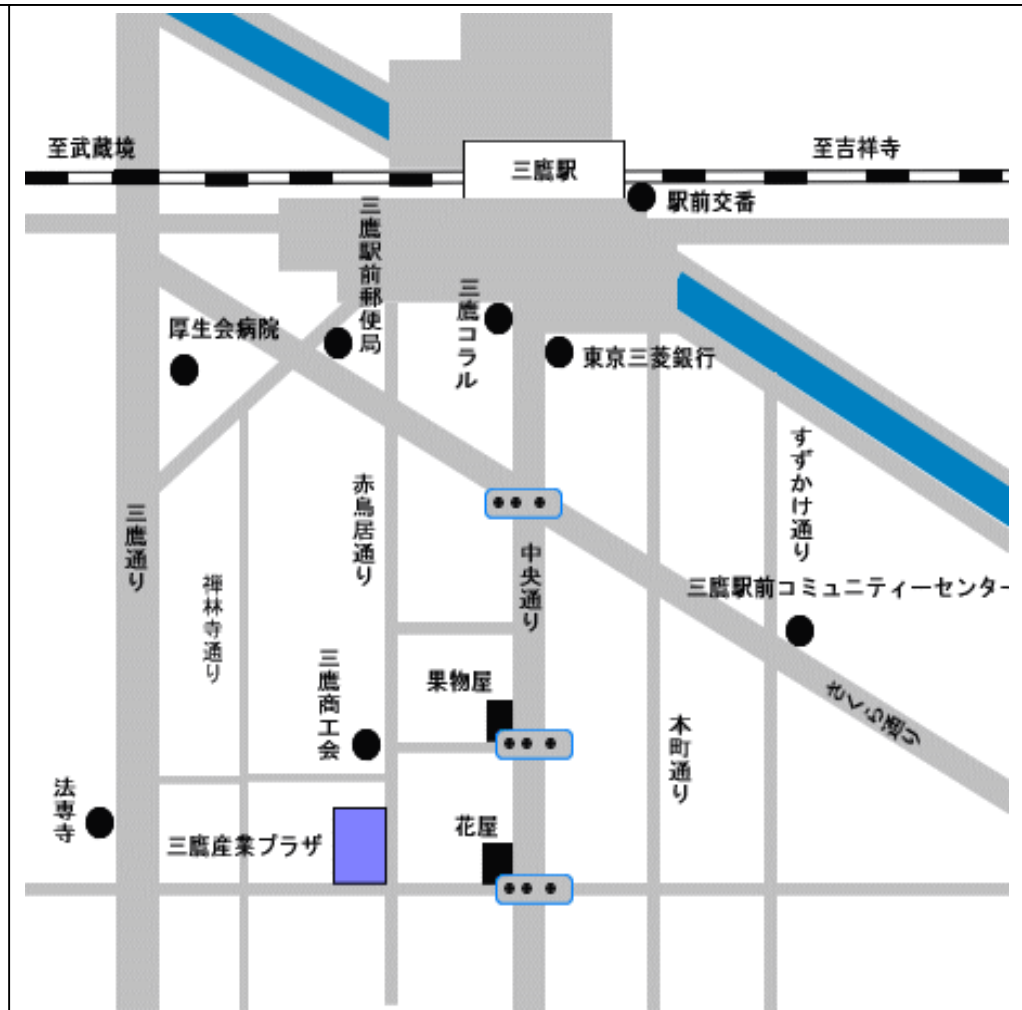 至武蔵境
至吉祥寺
三鷹駅
駅前交番
三鷹駅前郵便局
三鷹コラル
厚生会病院
東京三菱銀行
すずかけ通り
赤鳥居通り
三鷹通り
中央通り
禅林寺通り
三鷹駅前コミュニティーセンター
三鷹商工会
果物屋
さくら通り
本町通り
法専寺
三鷹産業プラザ
花屋